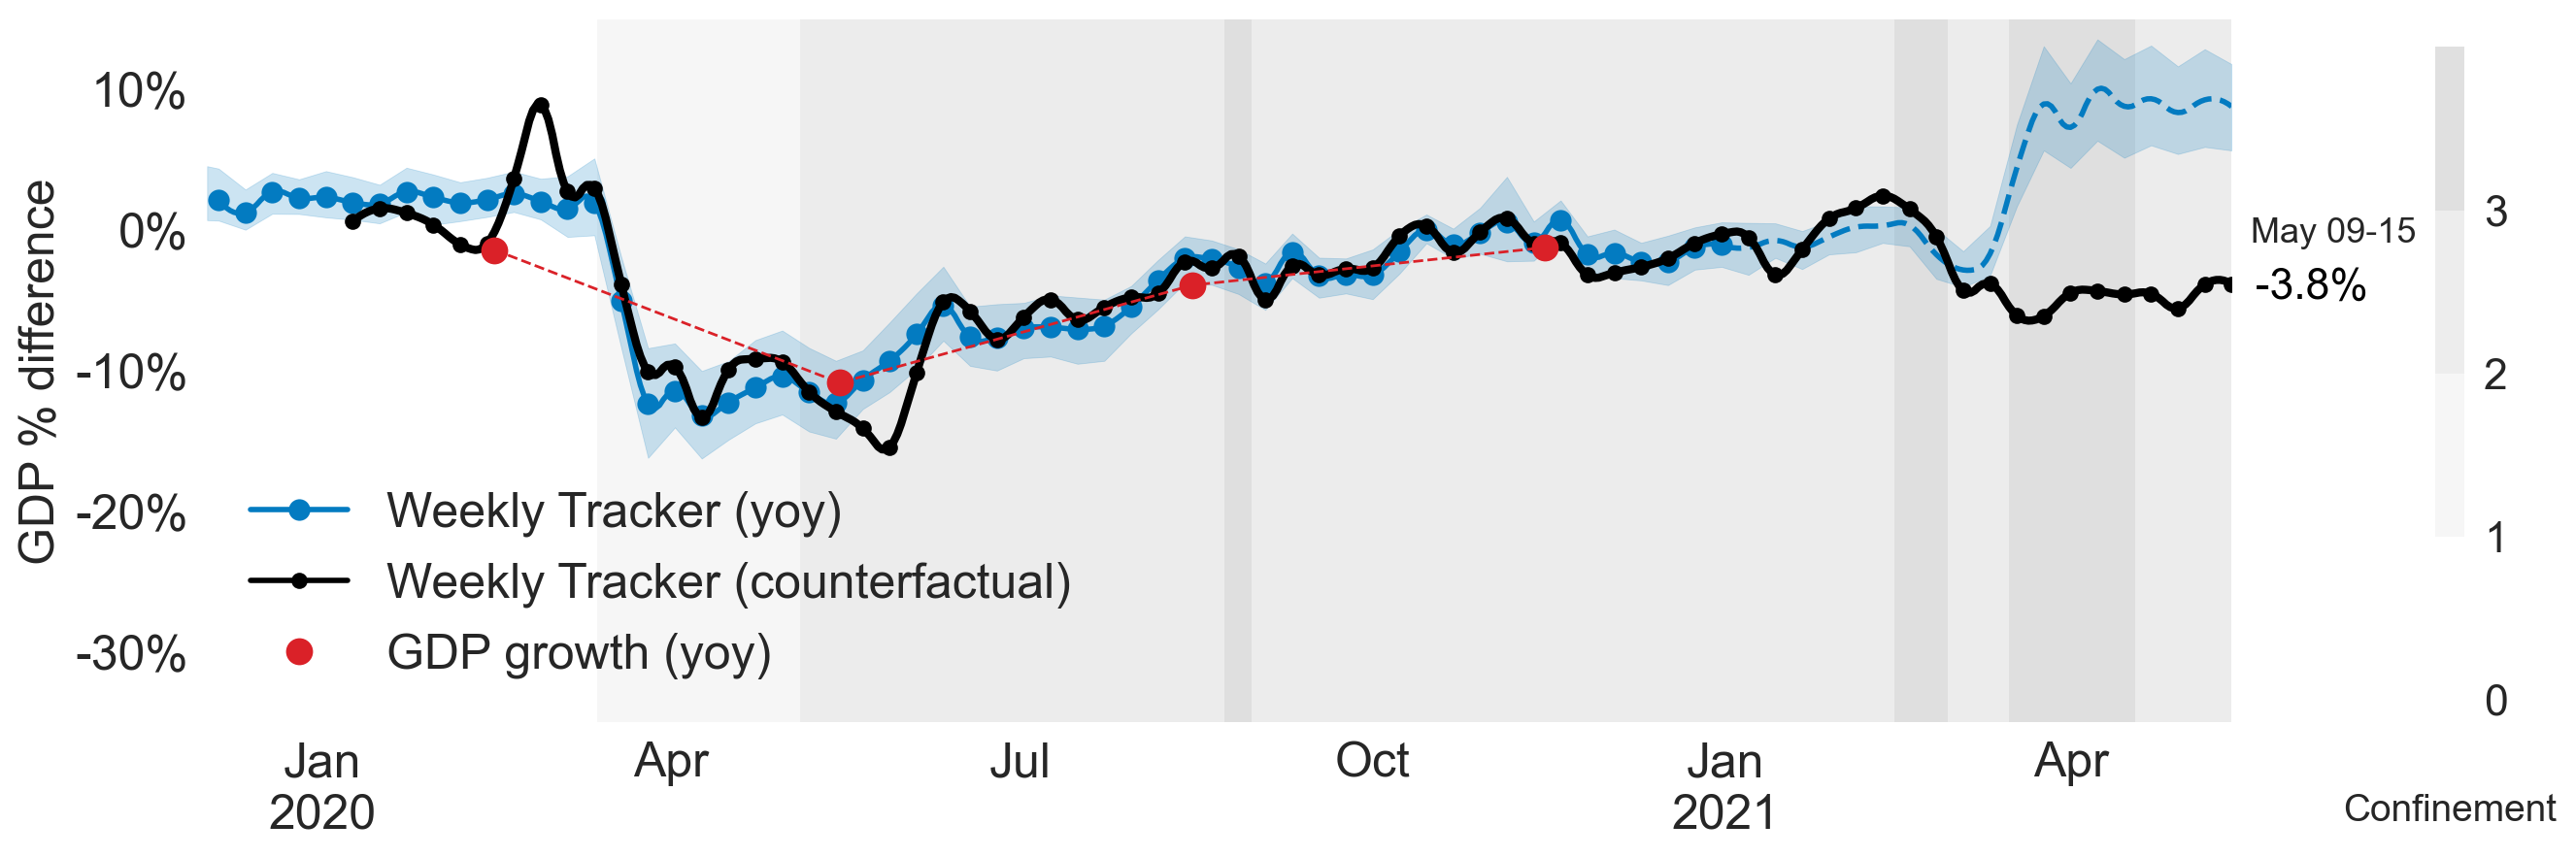 GDP % difference
10%
0%
-10%
-20%
-30%
Weekly Tracker (yoy)
Weekly Tracker (counterfactual)
GDP growth (yoy)
Jan
2020
Apr
Jul
Oct
Jan
2021
Apr
May 09-15
-3.8%
3
2
1
0
Confinement